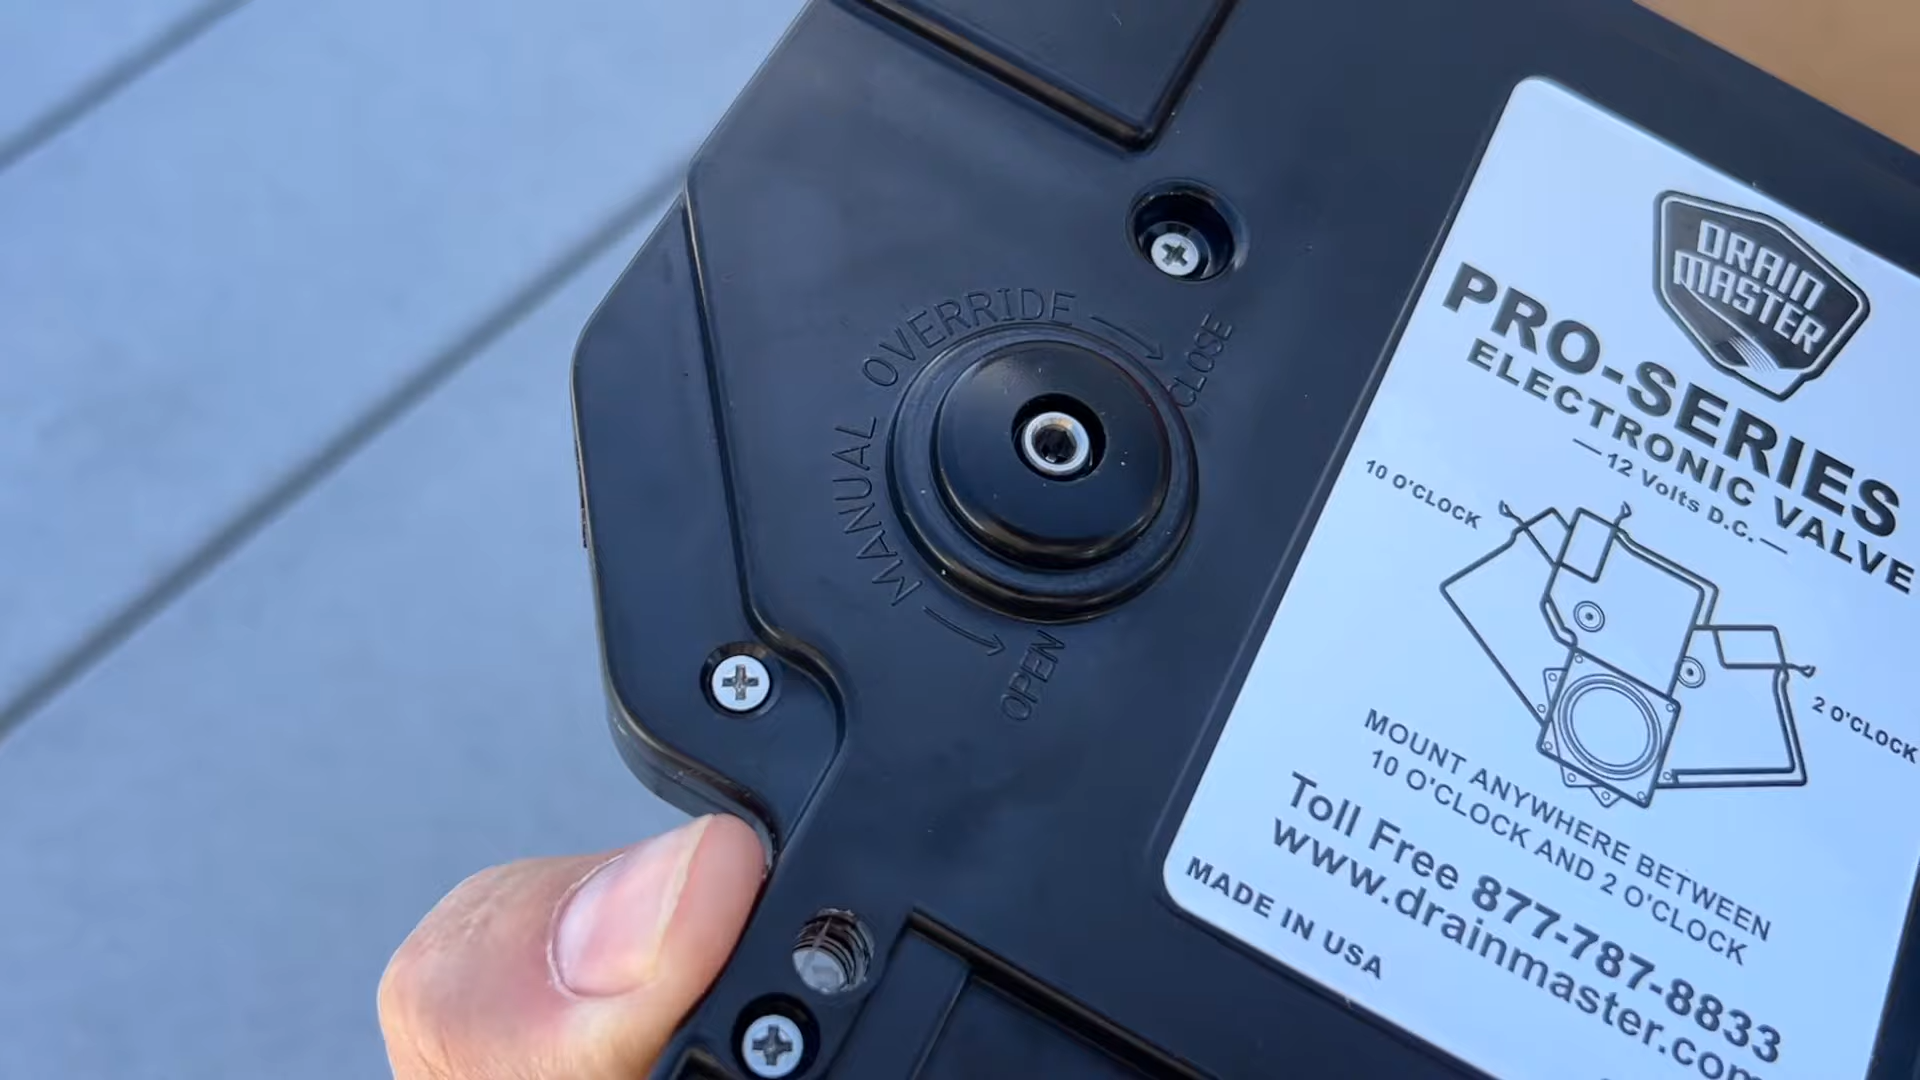 MANUAL OVERRIDE
CLOSE
OPEN
DRAIN
MASTER
PRO-SERIES
ELECTRONIC VALVE
—12 Volts D.C.—
10 O'CLOCK
2 O'CLOCK
MOUNT ANYWHERE BETWEEN
10 O'CLOCK AND 2 O'CLOCK
Toll Free 877-787-8833
www.drainmaster.com
MADE IN USA